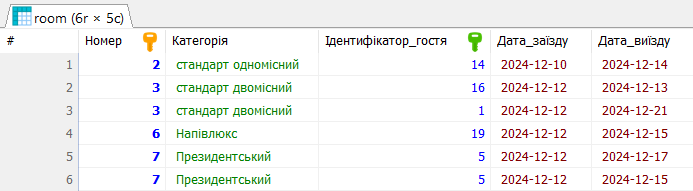 room (6r × 5c)
# Номер Категорія Ідентифікатор_гостя Дата_заїзду Дата_виїзду
1 2 стандарт одномісний 14 2024-12-10 2024-12-14
2 3 стандарт двомісний 16 2024-12-12 2024-12-13
3 3 стандарт двомісний 1 2024-12-12 2024-12-21
4 6 Напівлюкс 19 2024-12-12 2024-12-15
5 7 Президентський 5 2024-12-12 2024-12-17
6 7 Президентський 5 2024-12-12 2024-12-15